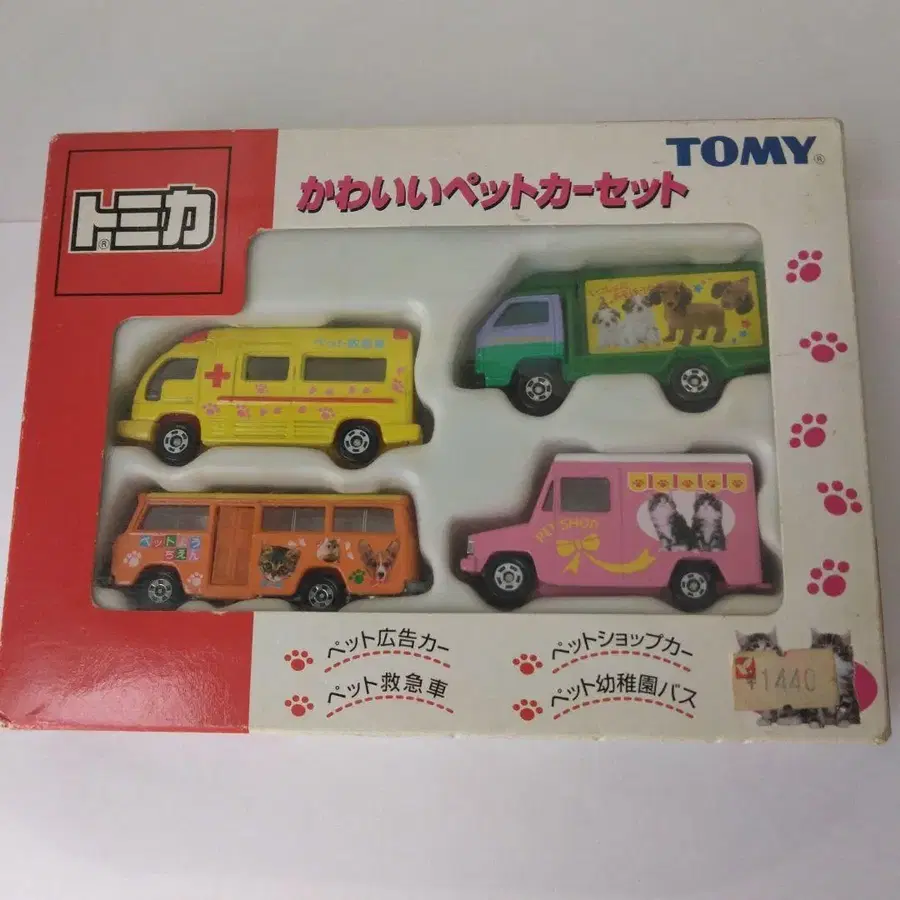 TOMY®
トミカ®
かわいいペットカーセット
ペット救急車
PET SHOP
ペットよう
ちえん
ペット広告カー
ペットショップカー
ペット救急車
ペット幼稚園バス
¥1440